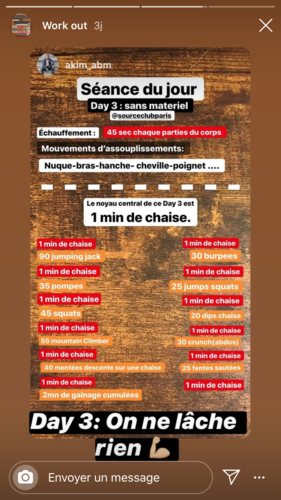 Work out 3j
akim_abm
Séance du jour
Day 3 : sans materiel
@sourceclubparis
Échauffement : 45 sec chaque parties du corps
Mouvements d'assouplissements:
Nuque-bras-hanche- cheville-poignet ....
Le noyau central de ce Day 3 est
1 min de chaise.
1 min de chaise
90 jumping jack
1 min de chaise
35 pompes
1 min de chaise
45 squats
1 min de chaise
55 mountain Climber
1 min de chaise
40 montées descente sur une chaise
1 min de chaise
2mn de gainage cumulées
1 min de chaise
30 burpees
1 min de chaise
25 jumps squats
1 min de chaise
20 dips chaise
1 min de chaise
30 crunch(abdos)
1 min de chaise
25 fentes sautées
1 min de chaise
Day 3: On ne lâche
rien 💪🏽
Envoyer un message